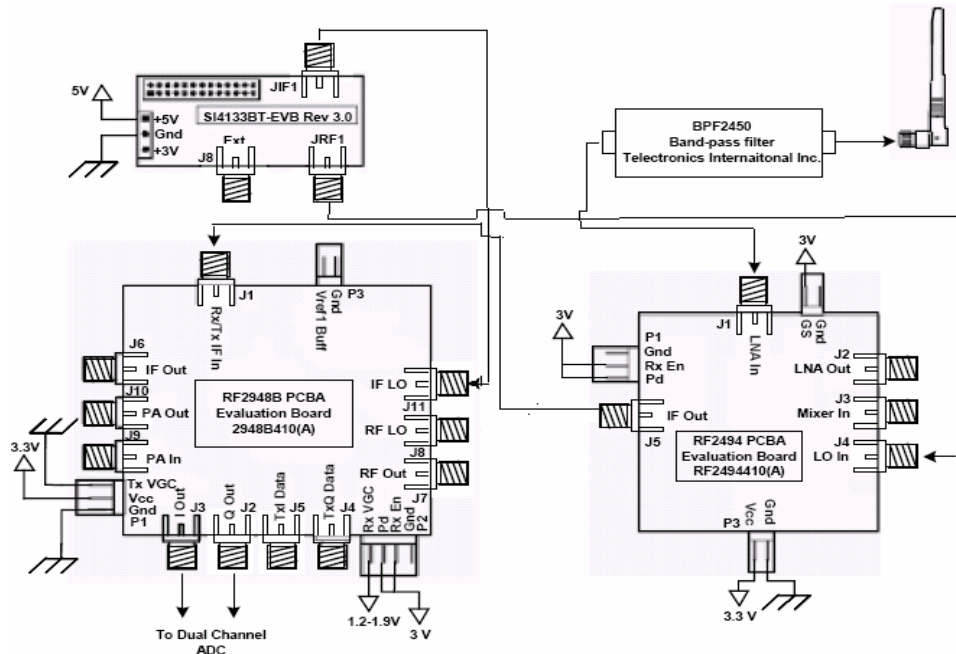 JIF1
5V
+5V
Gnd
+3V
SI4133BT-EVB Rev 3.0
J8
Ext
JRF1
BPF2450
Band-pass filter
Telectronics Internaitonal Inc.
J1
Rx/Tx IF In
P3
Gnd
Vref1 Buff
J6
IF Out
J10
PA Out
J9
PA In
RF2948B PCBA
Evaluation Board
2948B410(A)
IF LO
J11
RF LO
J8
RF Out
J7
3.3V
Tx VGC
Vcc
Gnd
P1
I Out
J3
Q Out
J2
TxI Data
J5
TxQ Data
J4
Rx VGC
Pd
Rx En
Gnd
P2
1.2-1.9V
3 V
To Dual Channel
ADC
3V
3V
P1
Gnd
Rx En
Pd
J1
LNA In
GS
Gnd
J2
LNA Out
J3
Mixer In
J4
LO In
IF Out
J5
RF2494 PCBA
Evaluation Board
RF2494410(A)
P3
Vcc
Gnd
3.3 V